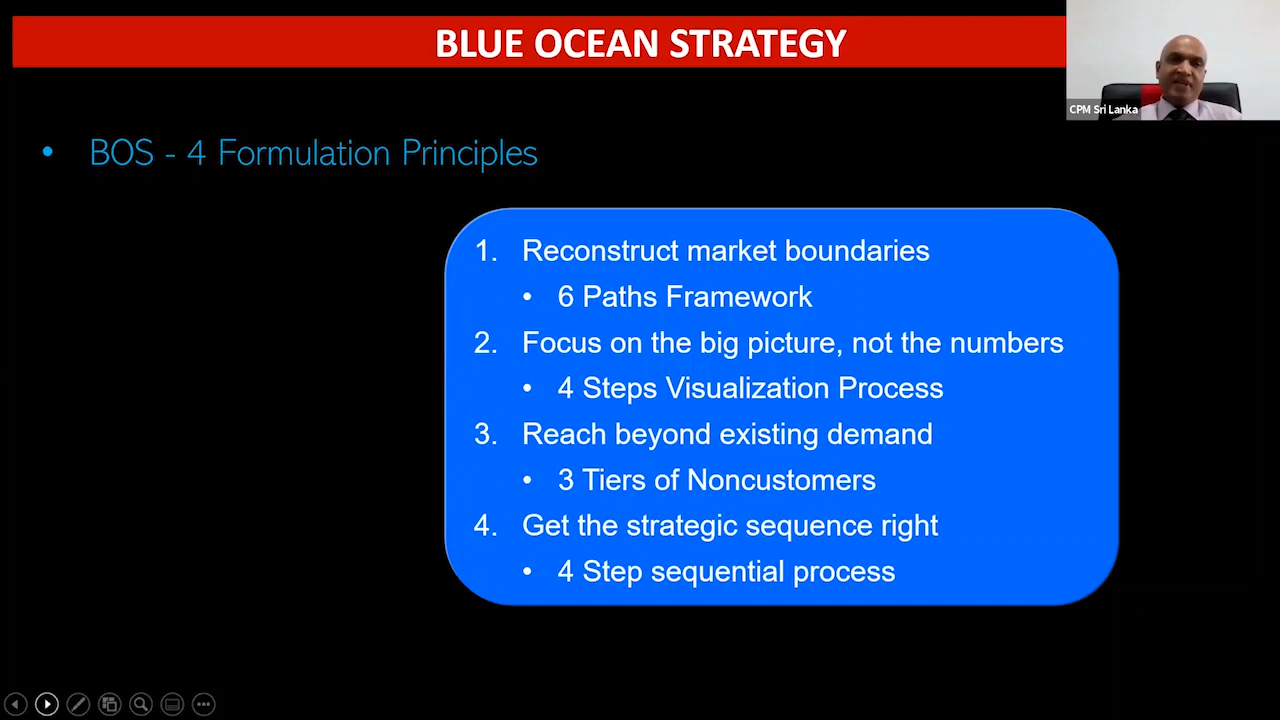 BLUE OCEAN STRATEGY
CPM Sri Lanka
• BOS - 4 Formulation Principles
1. Reconstruct market boundaries
• 6 Paths Framework
2. Focus on the big picture, not the numbers
• 4 Steps Visualization Process
3. Reach beyond existing demand
• 3 Tiers of Noncustomers
4. Get the strategic sequence right
• 4 Step sequential process